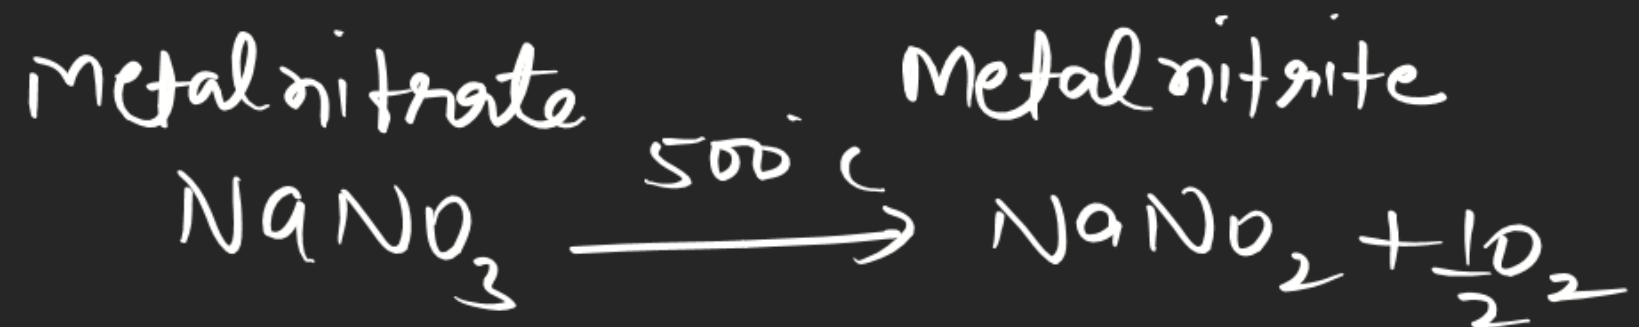 Metal nitrate Metal nitrite
NaNO₃ —500°C→ NaNO₂ + 1/2 O₂